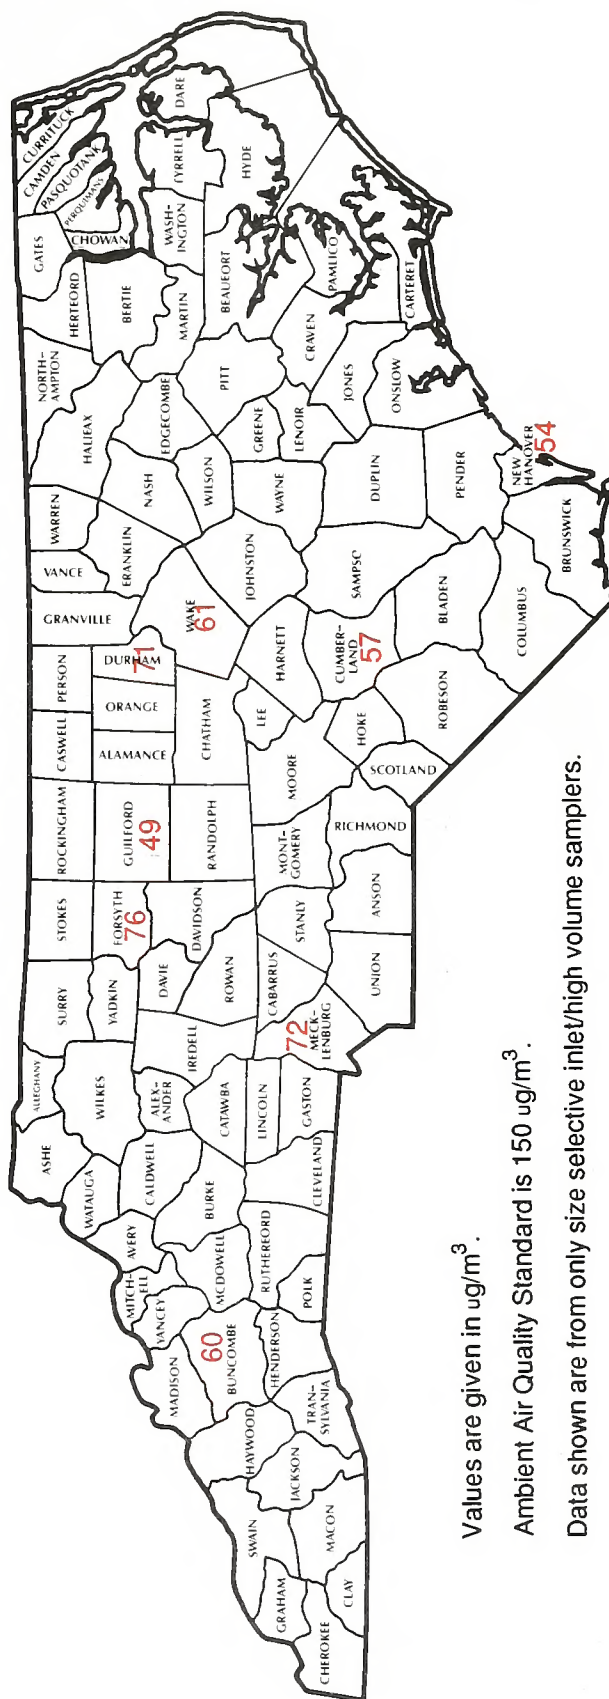 CHEROKEE
GRAHAM
CLAY
SWAIN
MACON
JACKSON
HAYWOOD
TRAN-
SYLVANIA
MADISON
BUNCOMBE
60
HENDERSON
YANCEY
MITCH-
ELL
AVERY
MCDOWELL
RUTHERFORD
POLK
WATAUGA
ASHE
ALLEGHANY
WILKES
CALDWELL
BURKE
CLEVELAND
ALEX-
ANDER
CATAWBA
LINCOLN
GASTON
SURRY
YADKIN
IREDELL
DAVIE
ROWAN
CABARRUS
72
MECK-
LENBURG
STOKES
FORSYTH
76
DAVIDSON
STANLY
UNION
ANSON
ROCKINGHAM
GUILFORD
49
RANDOLPH
MONT-
GOMERY
RICHMOND
CASWELL
ALAMANCE
ORANGE
CHATHAM
MOORE
LEE
HOKE
SCOTLAND
PERSON
DURHAM
71
GRANVILLE
WAKE
61
HARNETT
CUMBER-
LAND
57
ROBESON
VANCE
WARREN
FRANKLIN
JOHNSTON
SAMPSO
BLADEN
COLUMBUS
BRUNSWICK
NORTH-
AMPTON
HALIFAX
NASH
WILSON
WAYNE
DUPLIN
PENDER
NEW
HANOVER
54
EDGECOMBE
PITT
GREENE
LENOIR
JONES
ONSLOW
HERTFORD
BERTIE
MARTIN
BEAUFORT
CRAVEN
PAMLICO
CARTERET
GATES
CHOWAN
PERQUIMANS
PASQUOTANK
CAMDEN
CURRITUCK
WASH-
INGTON
TYRRELL
DARE
HYDE
Values are given in ug/m³.
Ambient Air Quality Standard is 150 ug/m³.
Data shown are from only size selective inlet/high volume samplers.